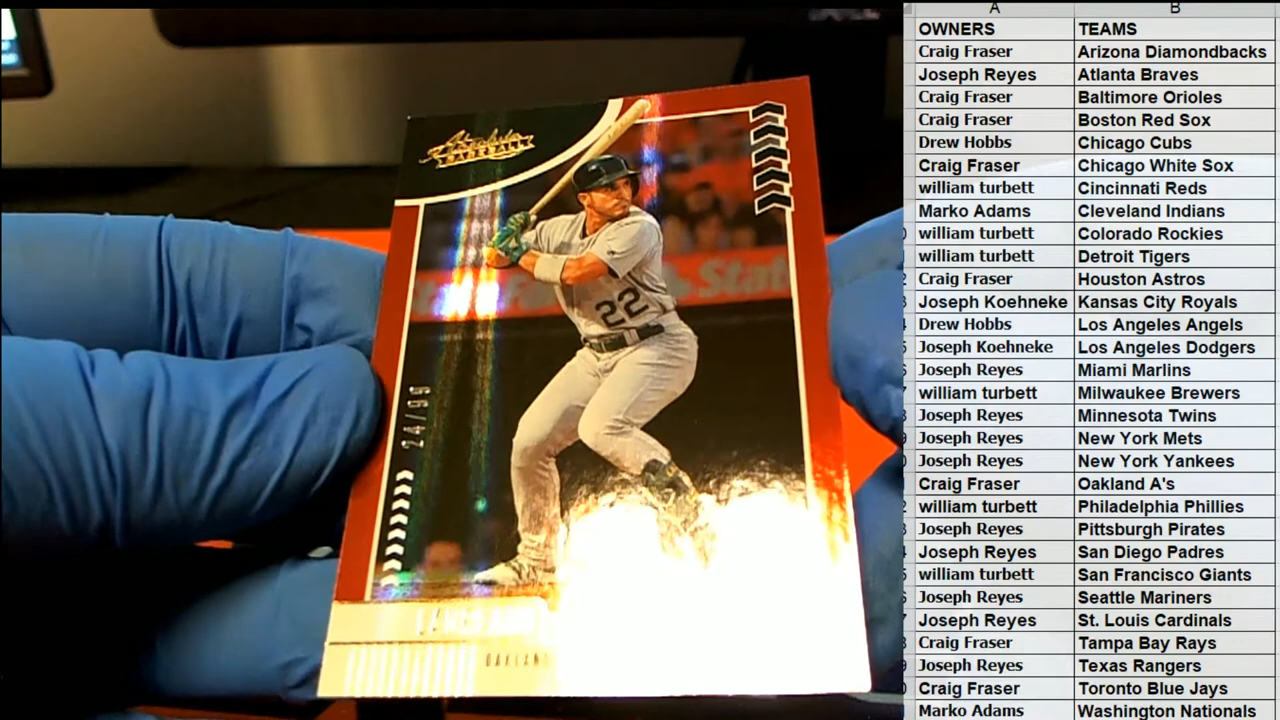 Absolute
BASEBALL
22
24/99
OAKLAND
A B
OWNERS TEAMS
Craig Fraser Arizona Diamondbacks
Joseph Reyes Atlanta Braves
Craig Fraser Baltimore Orioles
Craig Fraser Boston Red Sox
Drew Hobbs Chicago Cubs
Craig Fraser Chicago White Sox
william turbett Cincinnati Reds
Marko Adams Cleveland Indians
william turbett Colorado Rockies
william turbett Detroit Tigers
Craig Fraser Houston Astros
Joseph Koehneke Kansas City Royals
Drew Hobbs Los Angeles Angels
Joseph Koehneke Los Angeles Dodgers
Joseph Reyes Miami Marlins
william turbett Milwaukee Brewers
Joseph Reyes Minnesota Twins
Joseph Reyes New York Mets
Joseph Reyes New York Yankees
Craig Fraser Oakland A's
william turbett Philadelphia Phillies
Joseph Reyes Pittsburgh Pirates
Joseph Reyes San Diego Padres
william turbett San Francisco Giants
Joseph Reyes Seattle Mariners
Joseph Reyes St. Louis Cardinals
Craig Fraser Tampa Bay Rays
Joseph Reyes Texas Rangers
Craig Fraser Toronto Blue Jays
Marko Adams Washington Nationals